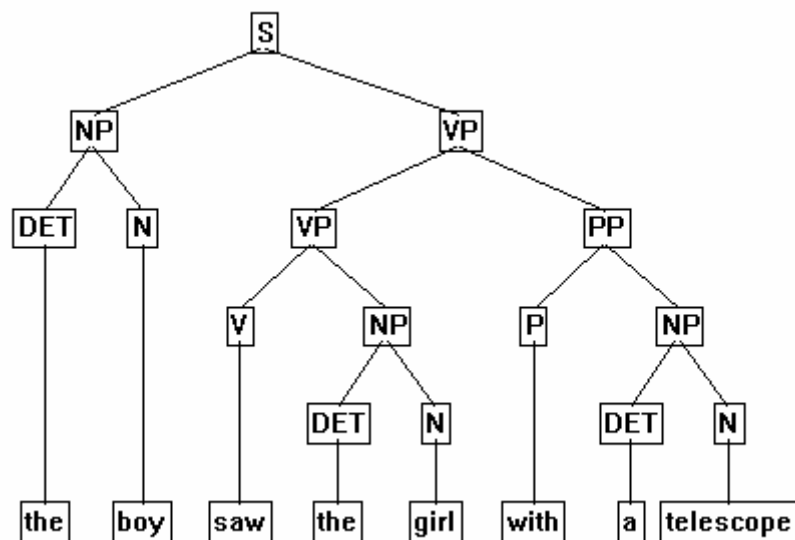 S
NP VP
DET N VP PP
V NP P NP
DET N DET N
the boy saw the girl with a telescope